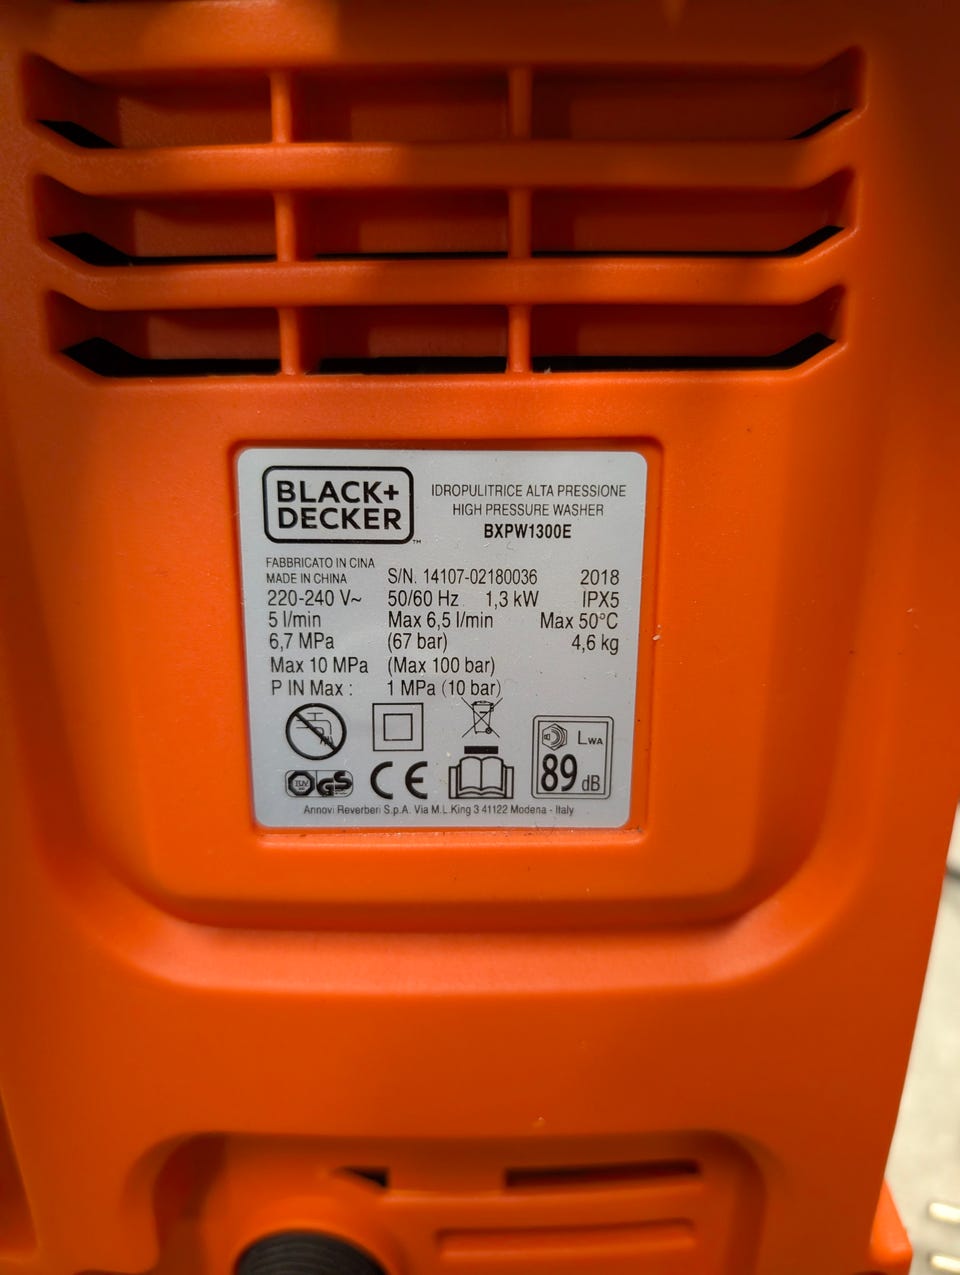 BLACK+
DECKER™
IDROPULITRICE ALTA PRESSIONE
HIGH PRESSURE WASHER
BXPW1300E
FABBRICATO IN CINA
MADE IN CHINA
S/N. 14107-02180036 2018
220-240 V~ 50/60 Hz 1,3 kW IPX5
5 l/min Max 6,5 l/min Max 50°C
6,7 MPa (67 bar) 4,6 kg
Max 10 MPa (Max 100 bar)
P IN Max : 1 MPa (10 bar)
TÜV GS CE
LWA
89 dB
Annovi Reverberi S.p.A. Via M.L.King 3 41122 Modena - Italy